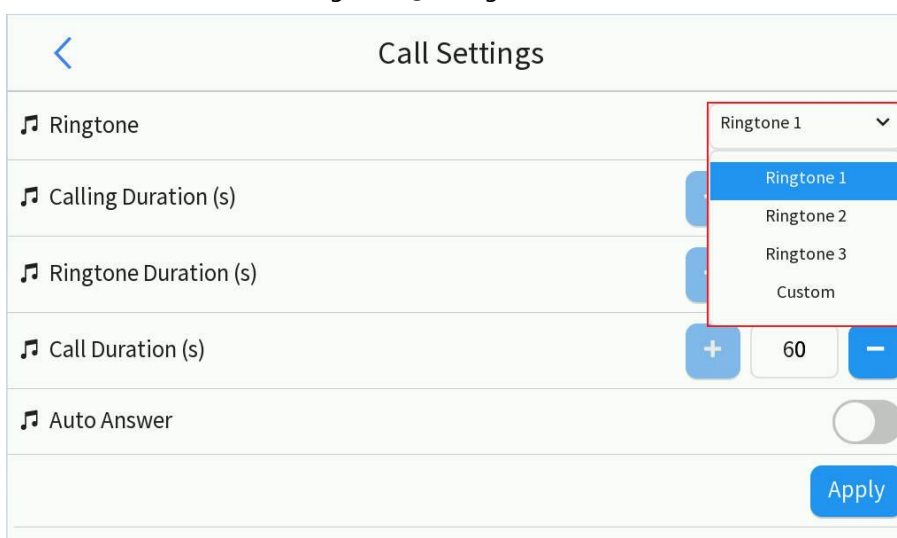 Call Settings
Ringtone
Ringtone 1
Ringtone 1
Calling Duration (s)
Ringtone 2
Ringtone 3
Ringtone Duration (s)
Custom
Call Duration (s)
+ 60 −
Auto Answer
Apply